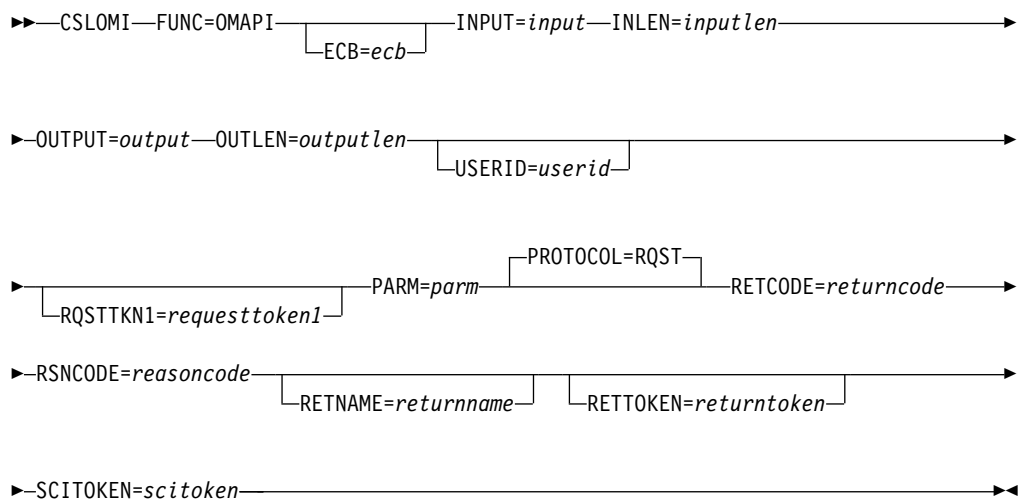 CSLOMI FUNC=OMAPI INPUT=input INLEN=inputlen
ECB=ecb
OUTPUT=output OUTLEN=outputlen
USERID=userid
PROTOCOL=RQST
PARM=parm RETCODE=returncode
RQSTTKN1=requesttoken1
RSNCODE=reasoncode
RETNAME=returnname RETTOKEN=returntoken
SCITOKEN=scitoken